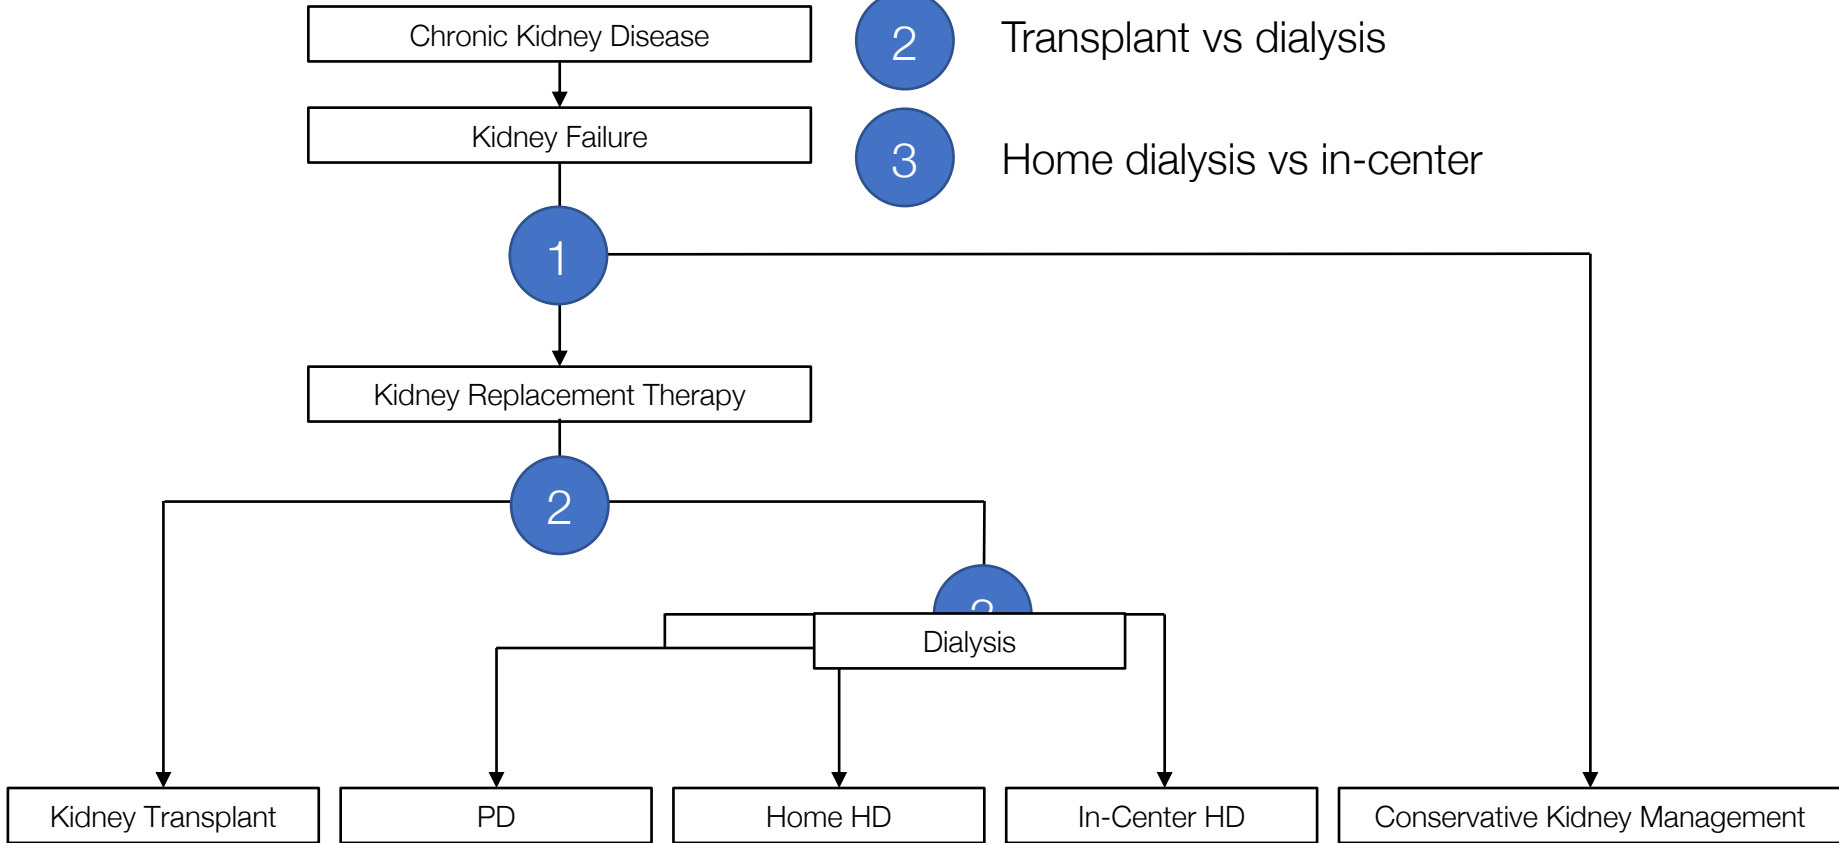 Chronic Kidney Disease
2 Transplant vs dialysis
Kidney Failure
3 Home dialysis vs in-center
1
Kidney Replacement Therapy
2
Dialysis
Kidney Transplant
PD
Home HD
In-Center HD
Conservative Kidney Management